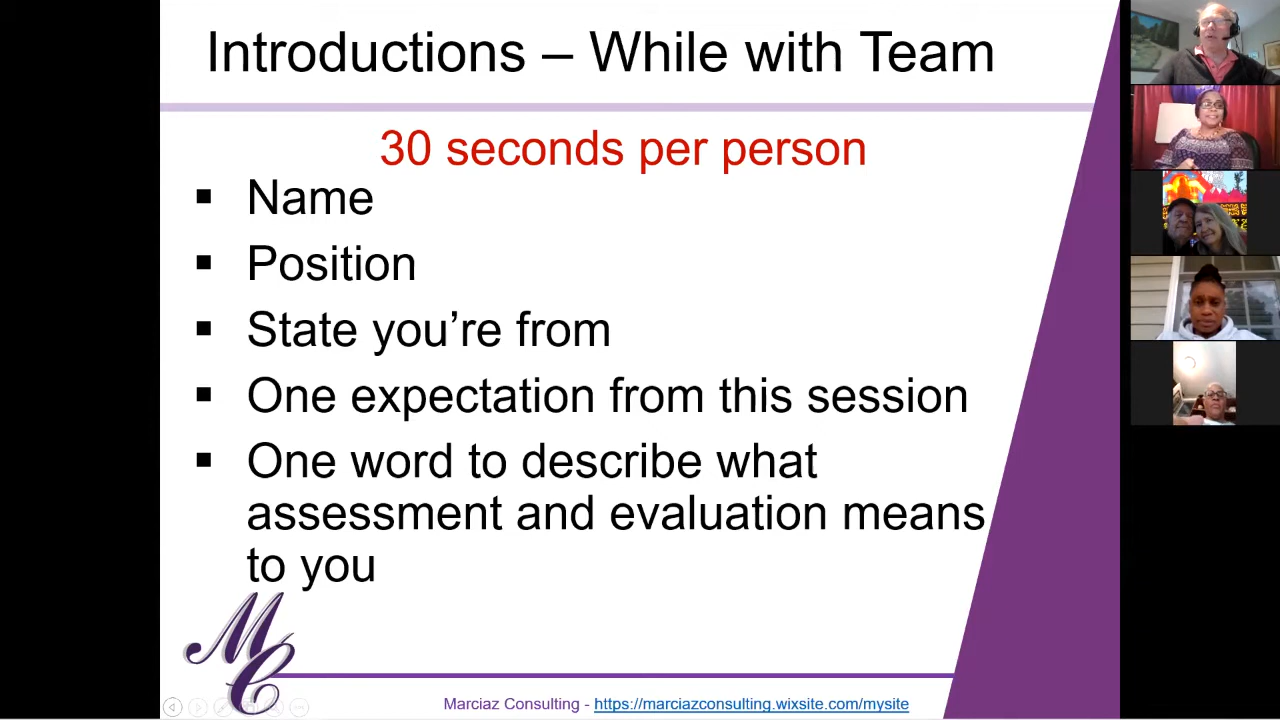 Introductions – While with Team
30 seconds per person
▪ Name
▪ Position
▪ State you’re from
▪ One expectation from this session
▪ One word to describe what
assessment and evaluation means
to you
MC
Marciaz Consulting - https://marciazconsulting.wixsite.com/mysite